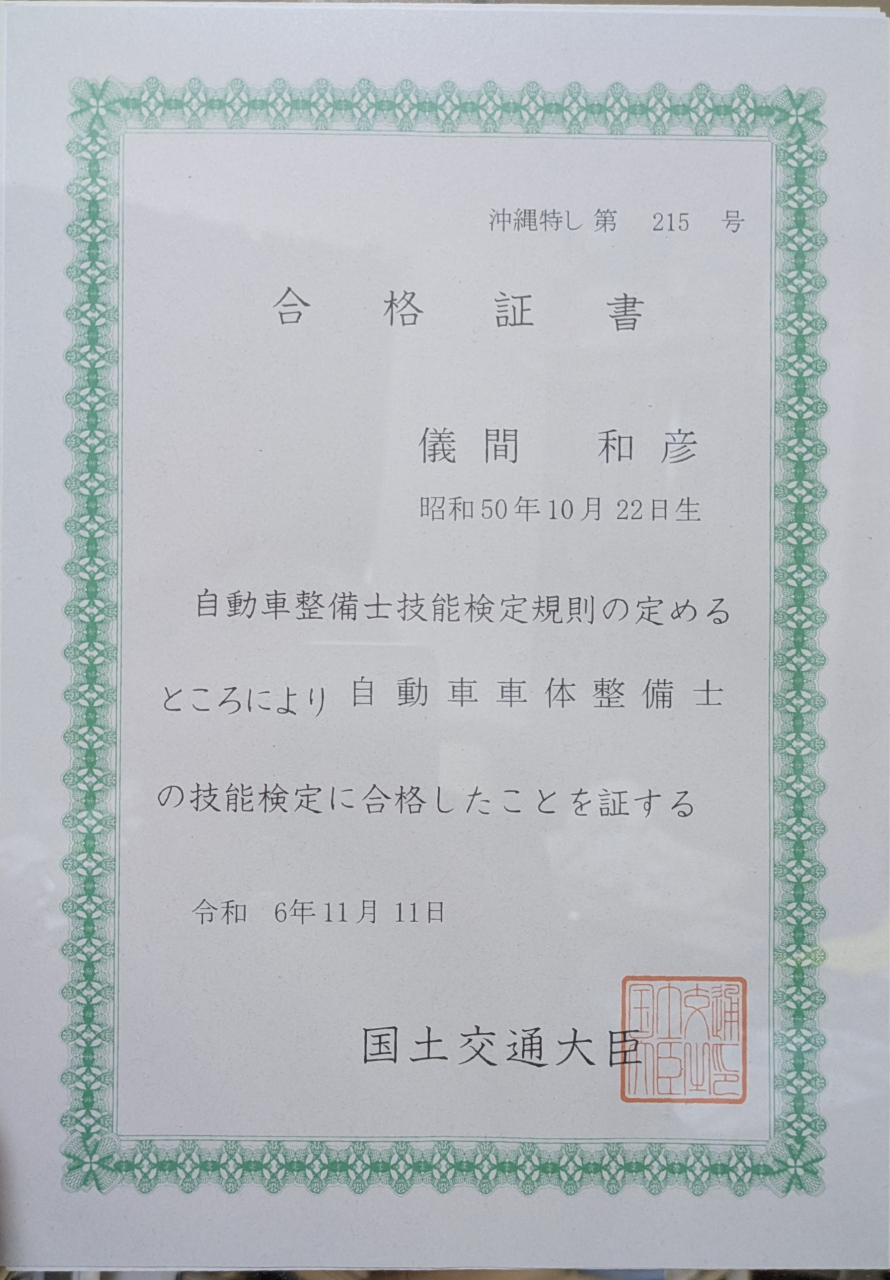 沖縄特し 第 215 号
合格証書
儀間 和彦
昭和50年10月22日生
自動車整備士技能検定規則の定める
ところにより 自動車車体整備士
の技能検定に合格したことを証する
令和 6年11月11日
国土交通大臣